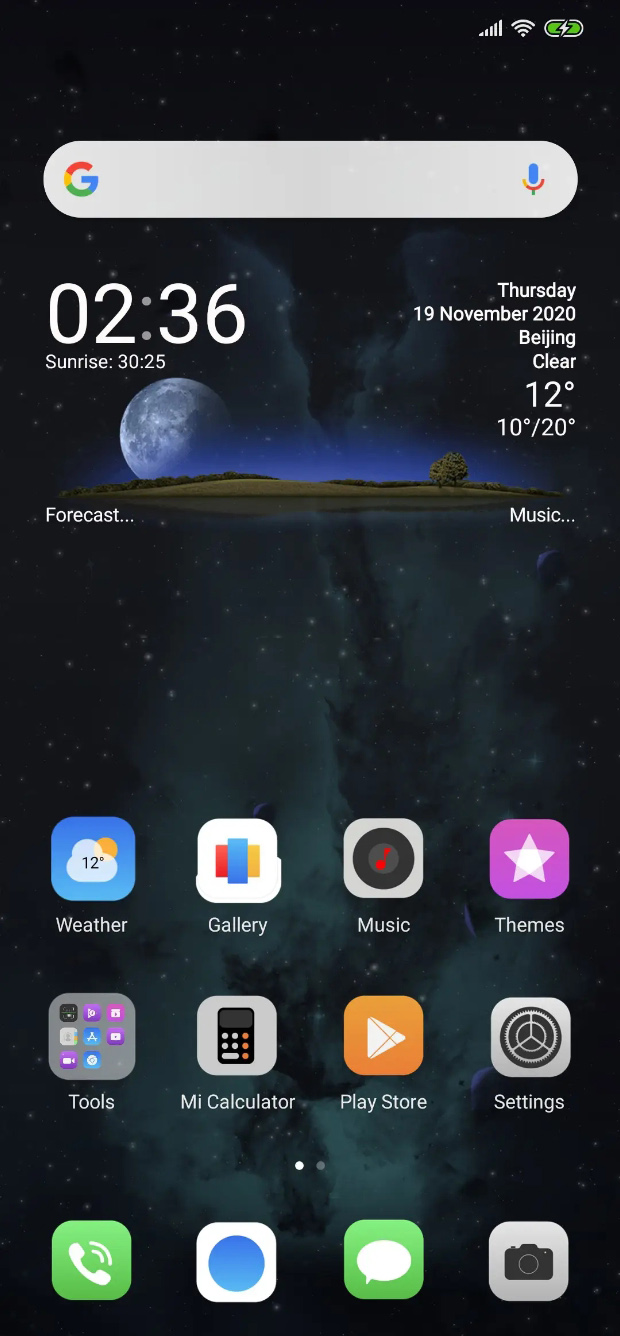 02:36
Sunrise: 30:25
Thursday
19 November 2020
Beijing
Clear
12°
10°/20°
Forecast...
Music...
12°
Weather
Gallery
Music
Themes
Tools
Mi Calculator
Play Store
Settings